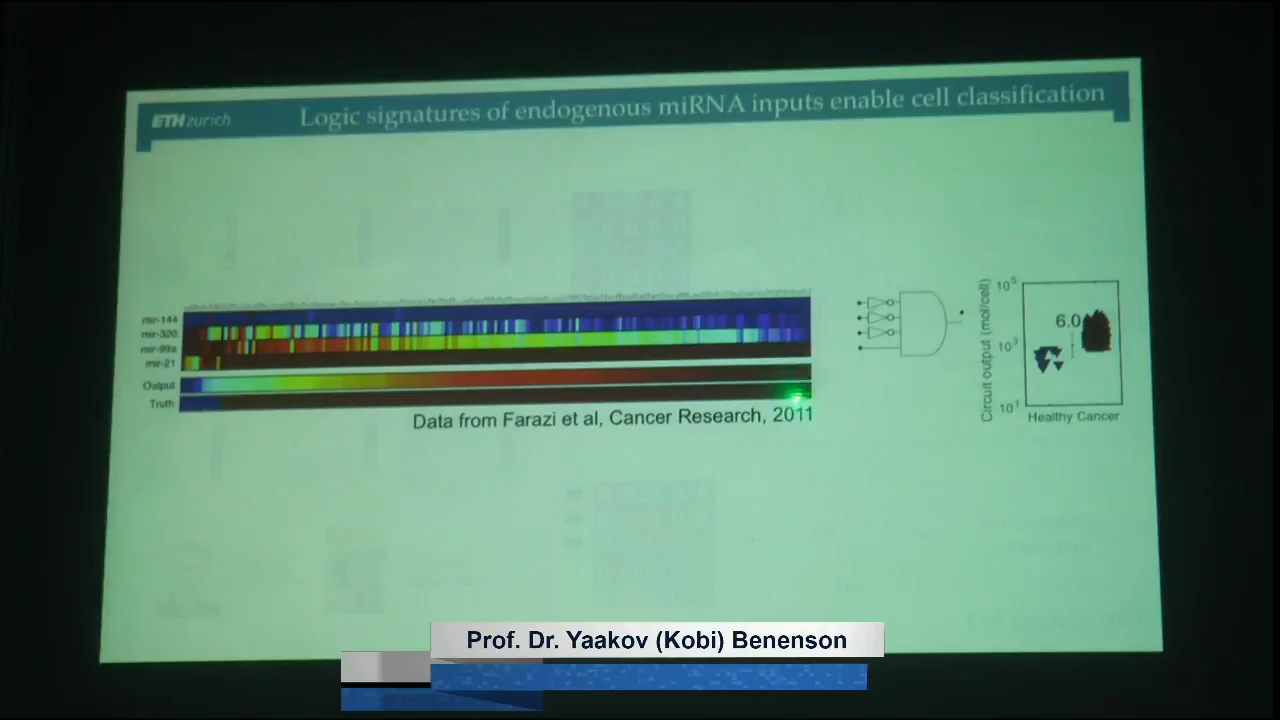 ETH zürich
Logic signatures of endogenous miRNA inputs enable cell classification
mir-144
mir-320
mir-99a
mir-21
Output
Truth
Data from Farazi et al, Cancer Research, 2011
Circuit output (mol/cell)
10⁵
10³
10¹
6.0
Healthy Cancer
Prof. Dr. Yaakov (Kobi) Benenson